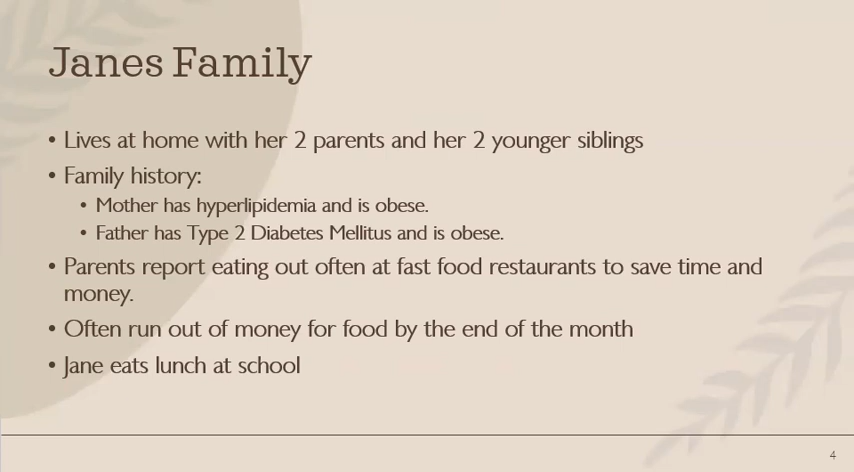 Janes Family
• Lives at home with her 2 parents and her 2 younger siblings
• Family history:
• Mother has hyperlipidemia and is obese.
• Father has Type 2 Diabetes Mellitus and is obese.
• Parents report eating out often at fast food restaurants to save time and
money.
• Often run out of money for food by the end of the month
• Jane eats lunch at school
4